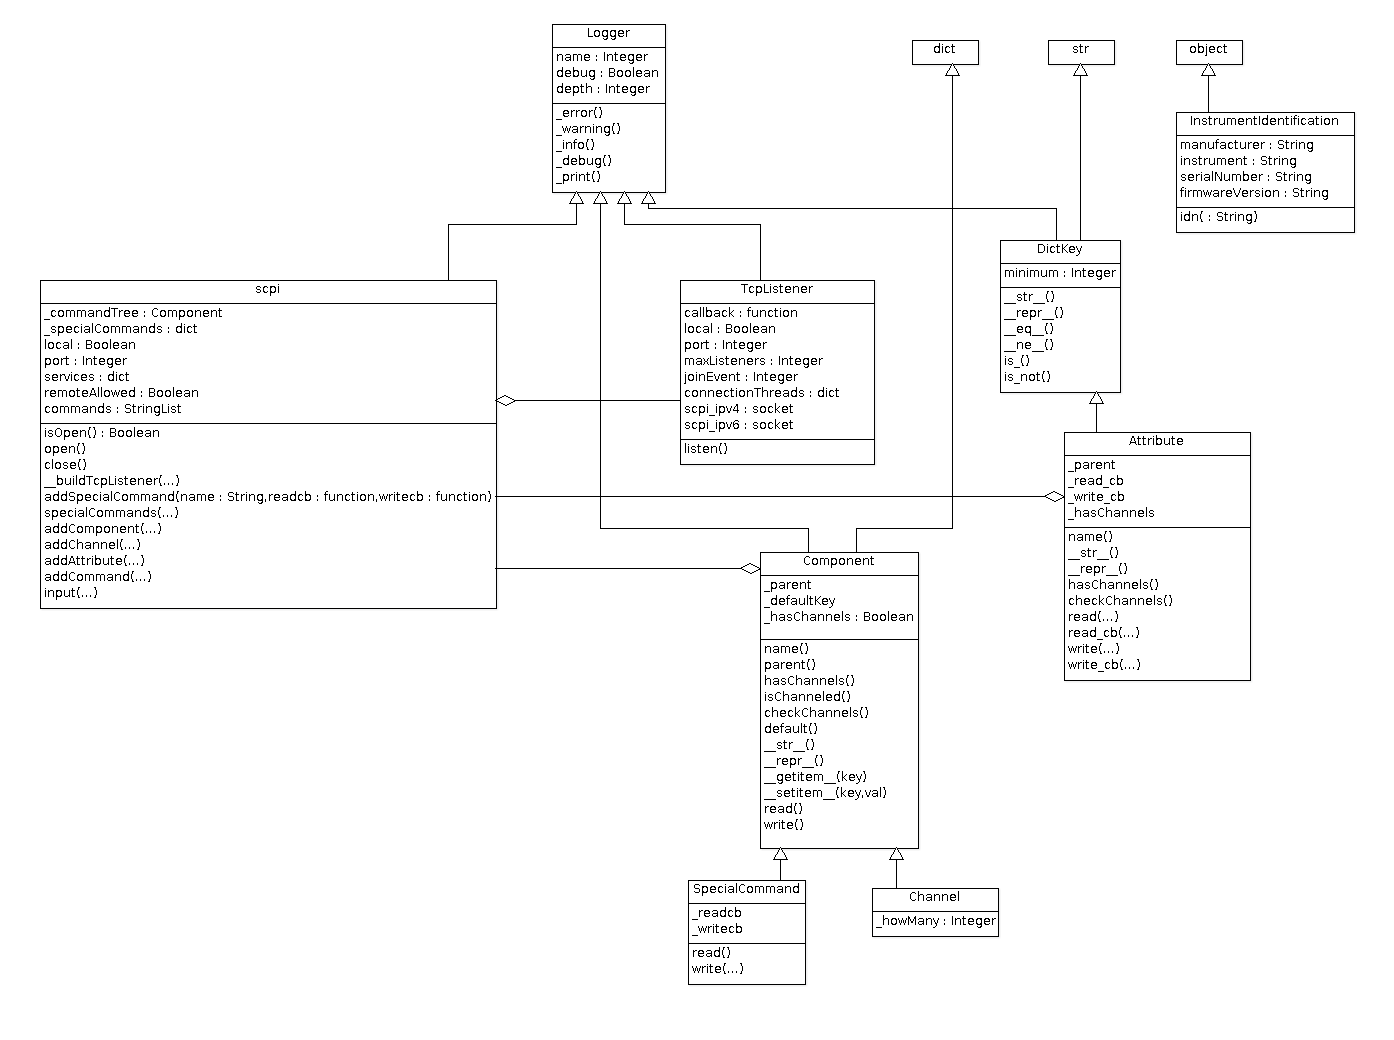 Logger
name : Integer
debug : Boolean
depth : Integer
_error()
_warning()
_info()
_debug()
_print()
dict
str
object
InstrumentIdentification
manufacturer : String
instrument : String
serialNumber : String
firmwareVersion : String
idn( : String)
DictKey
minimum : Integer
__str__()
__repr__()
__eq__()
__ne__()
is_()
is_not()
scpi
_commandTree : Component
_specialCommands : dict
local : Boolean
port : Integer
services : dict
remoteAllowed : Boolean
commands : StringList
isOpen() : Boolean
open()
close()
__buildTcpListener(...)
addSpecialCommand(name : String,readcb : function,writecb : function)
specialCommands(...)
addComponent(...)
addChannel(...)
addAttribute(...)
addCommand(...)
input(...)
TcpListener
callback : function
local : Boolean
port : Integer
maxListeners : Integer
joinEvent : Integer
connectionThreads : dict
scpi_ipv4 : socket
scpi_ipv6 : socket
listen()
Attribute
_parent
_read_cb
_write_cb
_hasChannels
name()
__str__()
__repr__()
hasChannels()
checkChannels()
read(...)
read_cb(...)
write(...)
write_cb(...)
Component
_parent
_defaultKey
_hasChannels : Boolean
name()
parent()
hasChannels()
isChanneled()
checkChannels()
default()
__str__()
__repr__()
__getitem__(key)
__setitem__(key,val)
read()
write()
SpecialCommand
_readcb
_writecb
read()
write(...)
Channel
_howMany : Integer